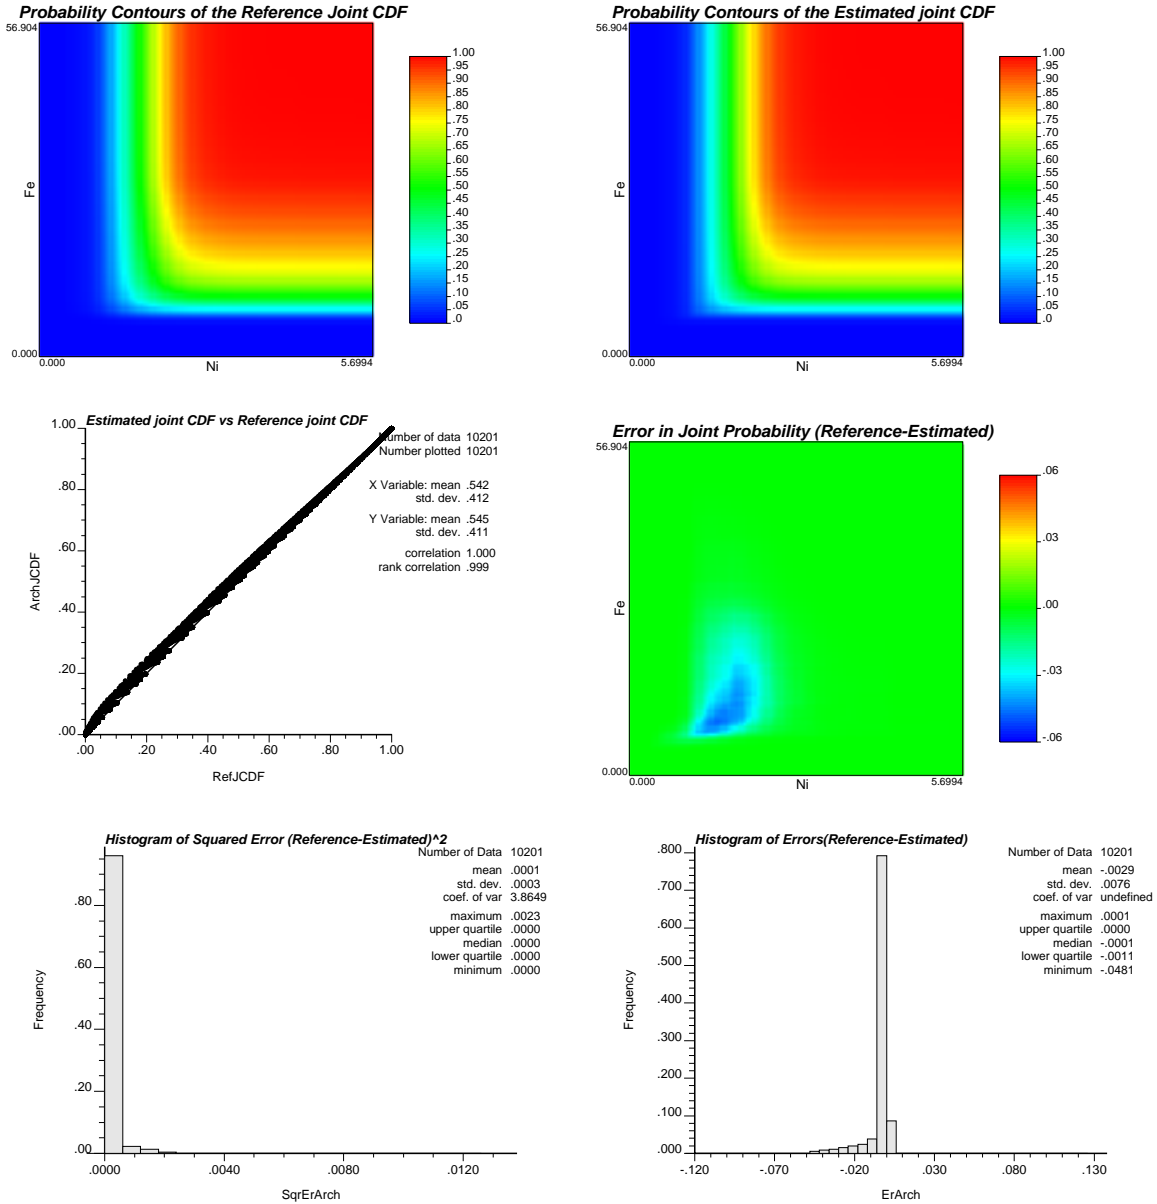 Probability Contours of the Reference Joint CDF
56.904
Fe
0.000
0.000
Ni
5.6994
1.00
.95
.90
.85
.80
.75
.70
.65
.60
.55
.50
.45
.40
.35
.30
.25
.20
.15
.10
.05
.0
Probability Contours of the Estimated joint CDF
56.904
Fe
0.000
0.000
Ni
5.6994
1.00
.95
.90
.85
.80
.75
.70
.65
.60
.55
.50
.45
.40
.35
.30
.25
.20
.15
.10
.05
.0
Estimated joint CDF vs Reference joint CDF
Number of data 10201
Number plotted 10201
X Variable: mean .542
std. dev. .412
Y Variable: mean .545
std. dev. .411
correlation 1.000
rank correlation .999
ArchJCDF
1.00
.80
.60
.40
.20
.00
.00 .20 .40 .60 .80 1.00
RefJCDF
Error in Joint Probability (Reference-Estimated)
56.904
Fe
0.000
0.000
Ni
5.6994
.06
.03
.00
-.03
-.06
Histogram of Squared Error (Reference-Estimated)^2
Number of Data 10201
mean .0001
std. dev. .0003
coef. of var 3.8649
maximum .0023
upper quartile .0000
median .0000
lower quartile .0000
minimum .0000
Frequency
.80
.60
.40
.20
.00
.0000 .0040 .0080 .0120
SqrErArch
Histogram of Errors(Reference-Estimated)
Number of Data 10201
mean -.0029
std. dev. .0076
coef. of var undefined
maximum .0001
upper quartile .0000
median -.0001
lower quartile -.0011
minimum -.0481
Frequency
.800
.700
.600
.500
.400
.300
.200
.100
.000
-.120 -.070 -.020 .030 .080 .130
ErArch